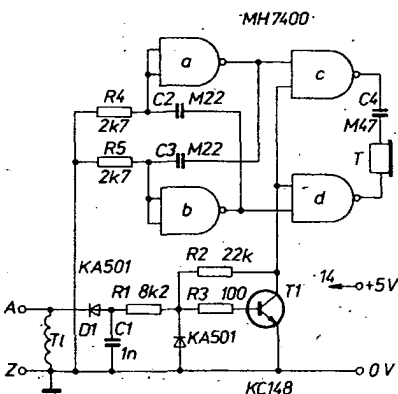 MH7400
a
c
R4
C2
M22
C4
2k7
M47
R5
C3
M22
T
2k7
b
d
R2
22k
KA501
R1
8k2
R3
100
T1
14
+5V
A
D1
C1
KA501
Tl
1n
Z
0V
KC148